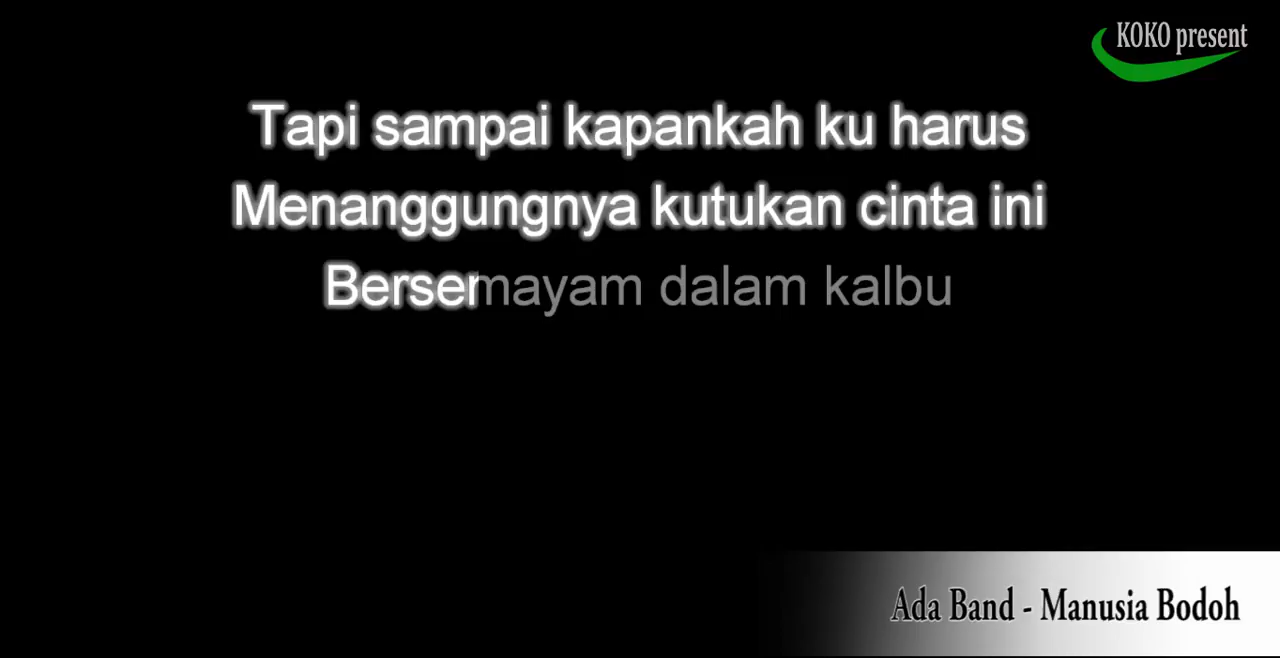 KOKO present
Tapi sampai kapankah ku harus
Menanggungnya kutukan cinta ini
Bersemayam dalam kalbu
Ada Band - Manusia Bodoh